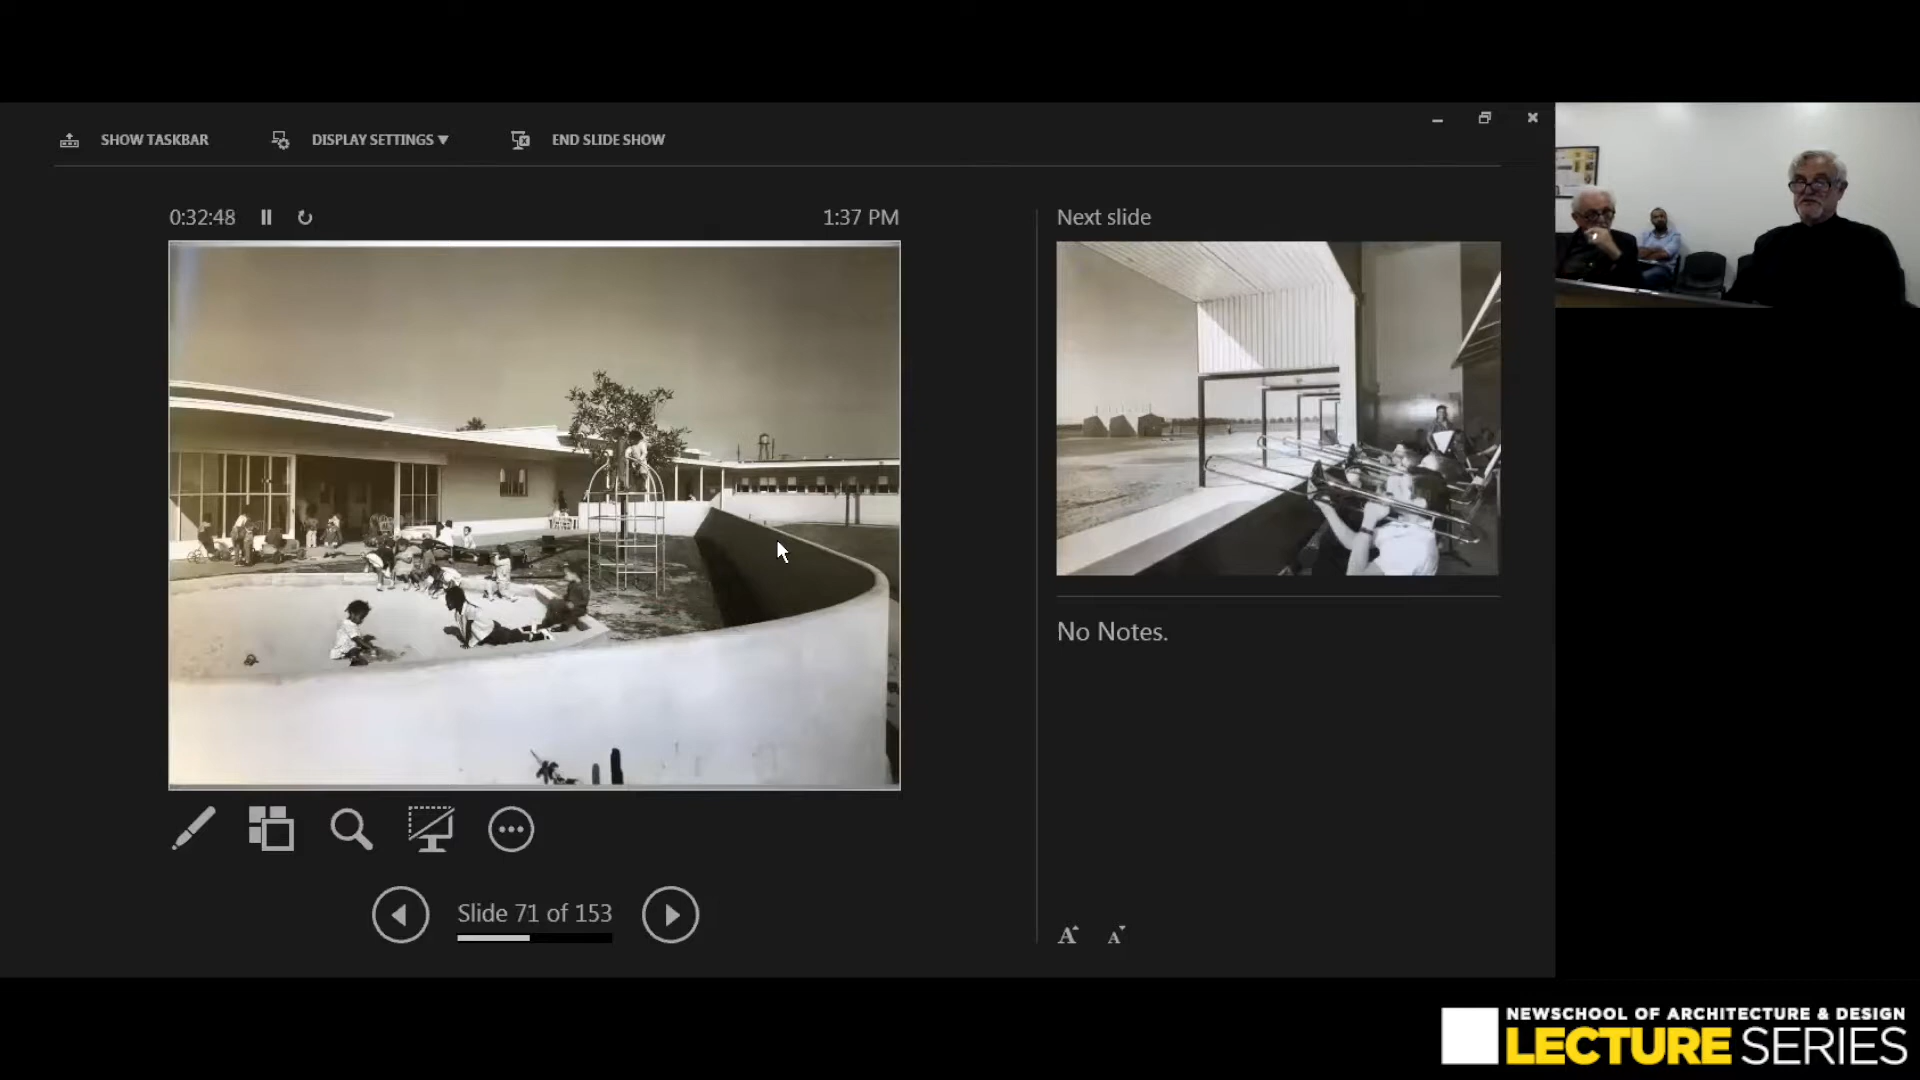 SHOW TASKBAR
DISPLAY SETTINGS ▼
END SLIDE SHOW
0:32:48
1:37 PM
Next slide
No Notes.
Slide 71 of 153
A
A
NEWSCHOOL OF ARCHITECTURE & DESIGN
LECTURE SERIES